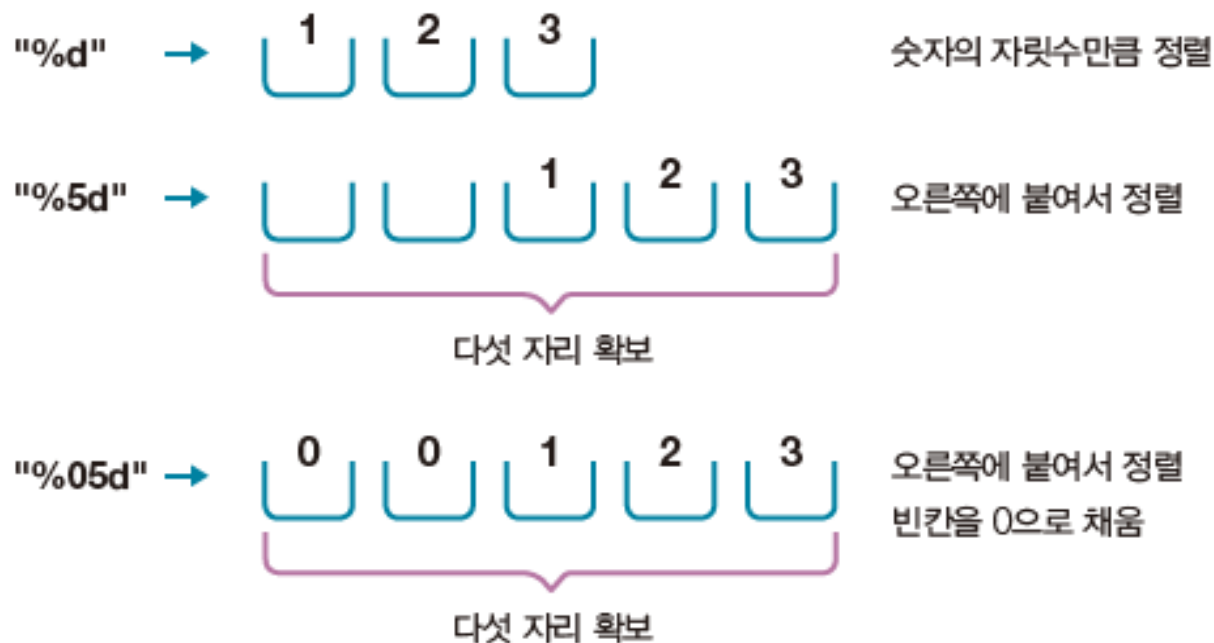 "%d" → 1 2 3 숫자의 자릿수만큼 정렬
"%5d" → 1 2 3 오른쪽에 붙여서 정렬
다섯 자리 확보
"%05d" → 0 0 1 2 3 오른쪽에 붙여서 정렬
빈칸을 0으로 채움
다섯 자리 확보